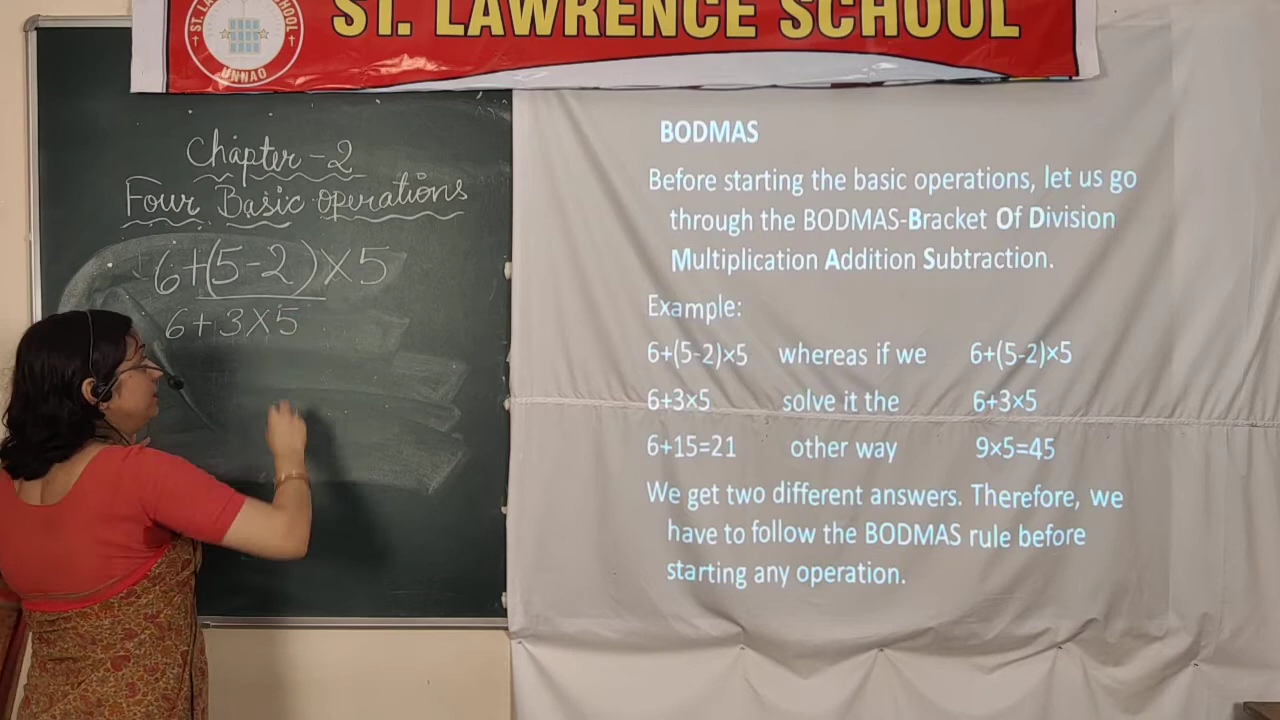 ST. LAWRENCE SCHOOL
UNNAO
Chapter-2
Four Basic operations
6+(5-2)×5
6+3×5
BODMAS
Before starting the basic operations, let us go
through the BODMAS-Bracket Of Division
Multiplication Addition Subtraction.
Example:
6+(5-2)×5 whereas if we 6+(5-2)×5
6+3×5 solve it the 6+3×5
6+15=21 other way 9×5=45
We get two different answers. Therefore, we
have to follow the BODMAS rule before
starting any operation.